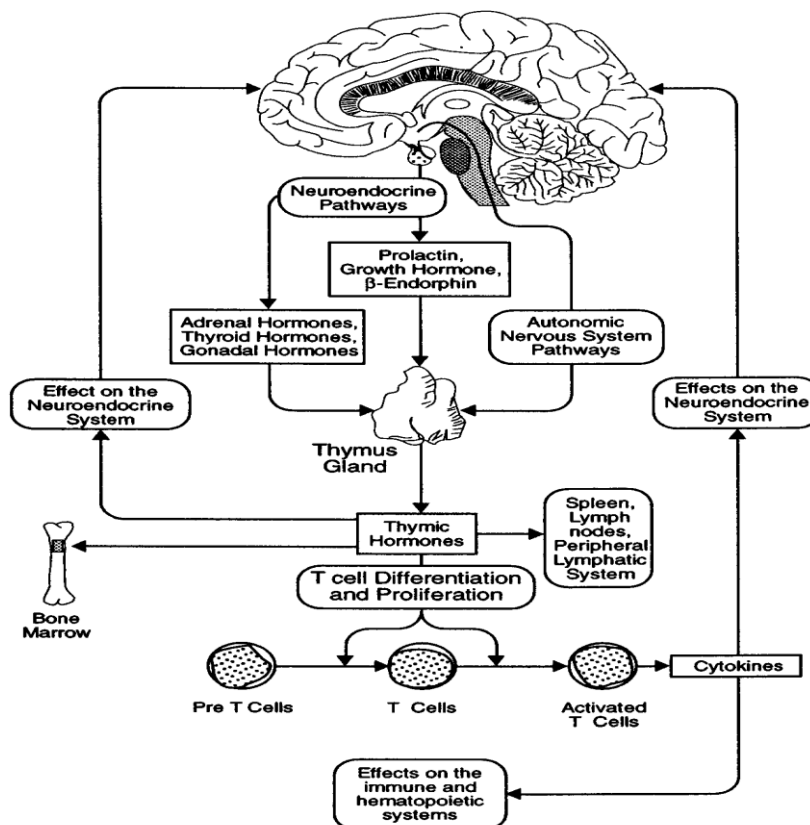 Neuroendocrine
Pathways
Prolactin,
Growth Hormone,
β-Endorphin
Adrenal Hormones,
Thyroid Hormones,
Gonadal Hormones
Autonomic
Nervous System
Pathways
Effect on the
Neuroendocrine
System
Effects on the
Neuroendocrine
System
Thymus
Gland
Thymic
Hormones
Spleen,
Lymph
nodes,
Peripheral
Lymphatic
System
Bone
Marrow
T cell Differentiation
and Proliferation
Pre T Cells
T Cells
Activated
T Cells
Cytokines
Effects on the
immune and
hematopoietic
systems